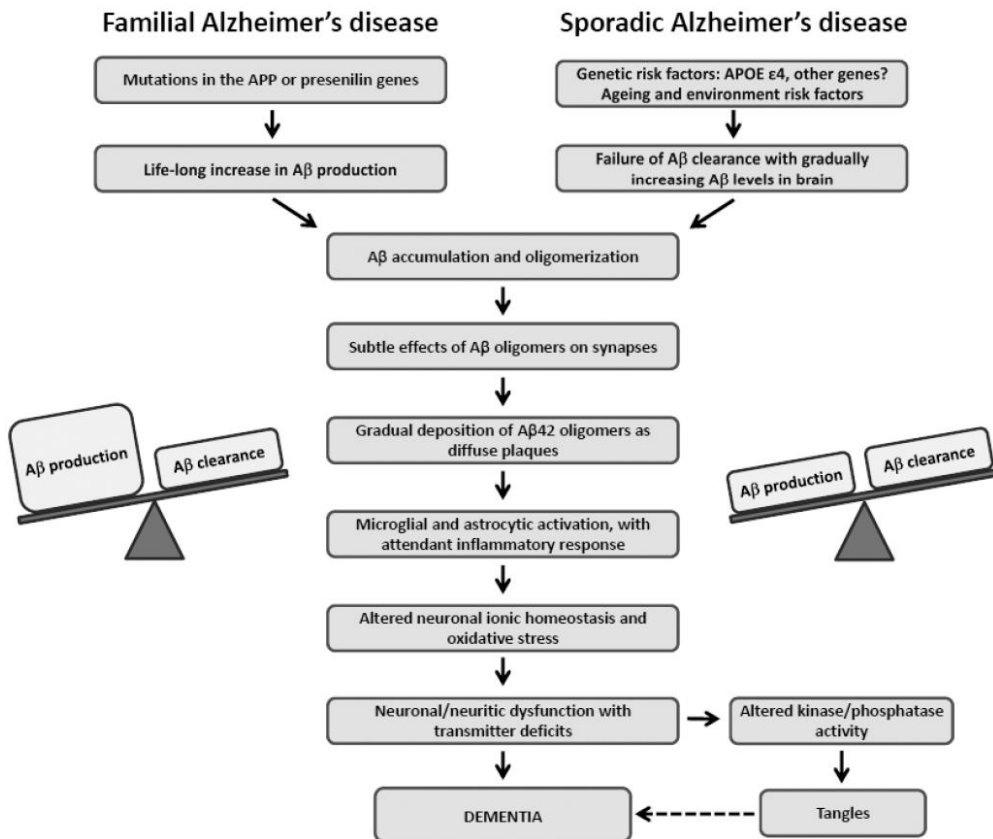 Familial Alzheimer's disease
Sporadic Alzheimer's disease
Mutations in the APP or presenilin genes
Genetic risk factors: APOE ε4, other genes?
Ageing and environment risk factors
Life-long increase in Aβ production
Failure of Aβ clearance with gradually
increasing Aβ levels in brain
Aβ accumulation and oligomerization
Subtle effects of Aβ oligomers on synapses
Gradual deposition of Aβ42 oligomers as
diffuse plaques
Aβ production
Aβ clearance
Aβ production
Aβ clearance
Microglial and astrocytic activation, with
attendant inflammatory response
Altered neuronal ionic homeostasis and
oxidative stress
Neuronal/neuritic dysfunction with
transmitter deficits
Altered kinase/phosphatase
activity
DEMENTIA
Tangles